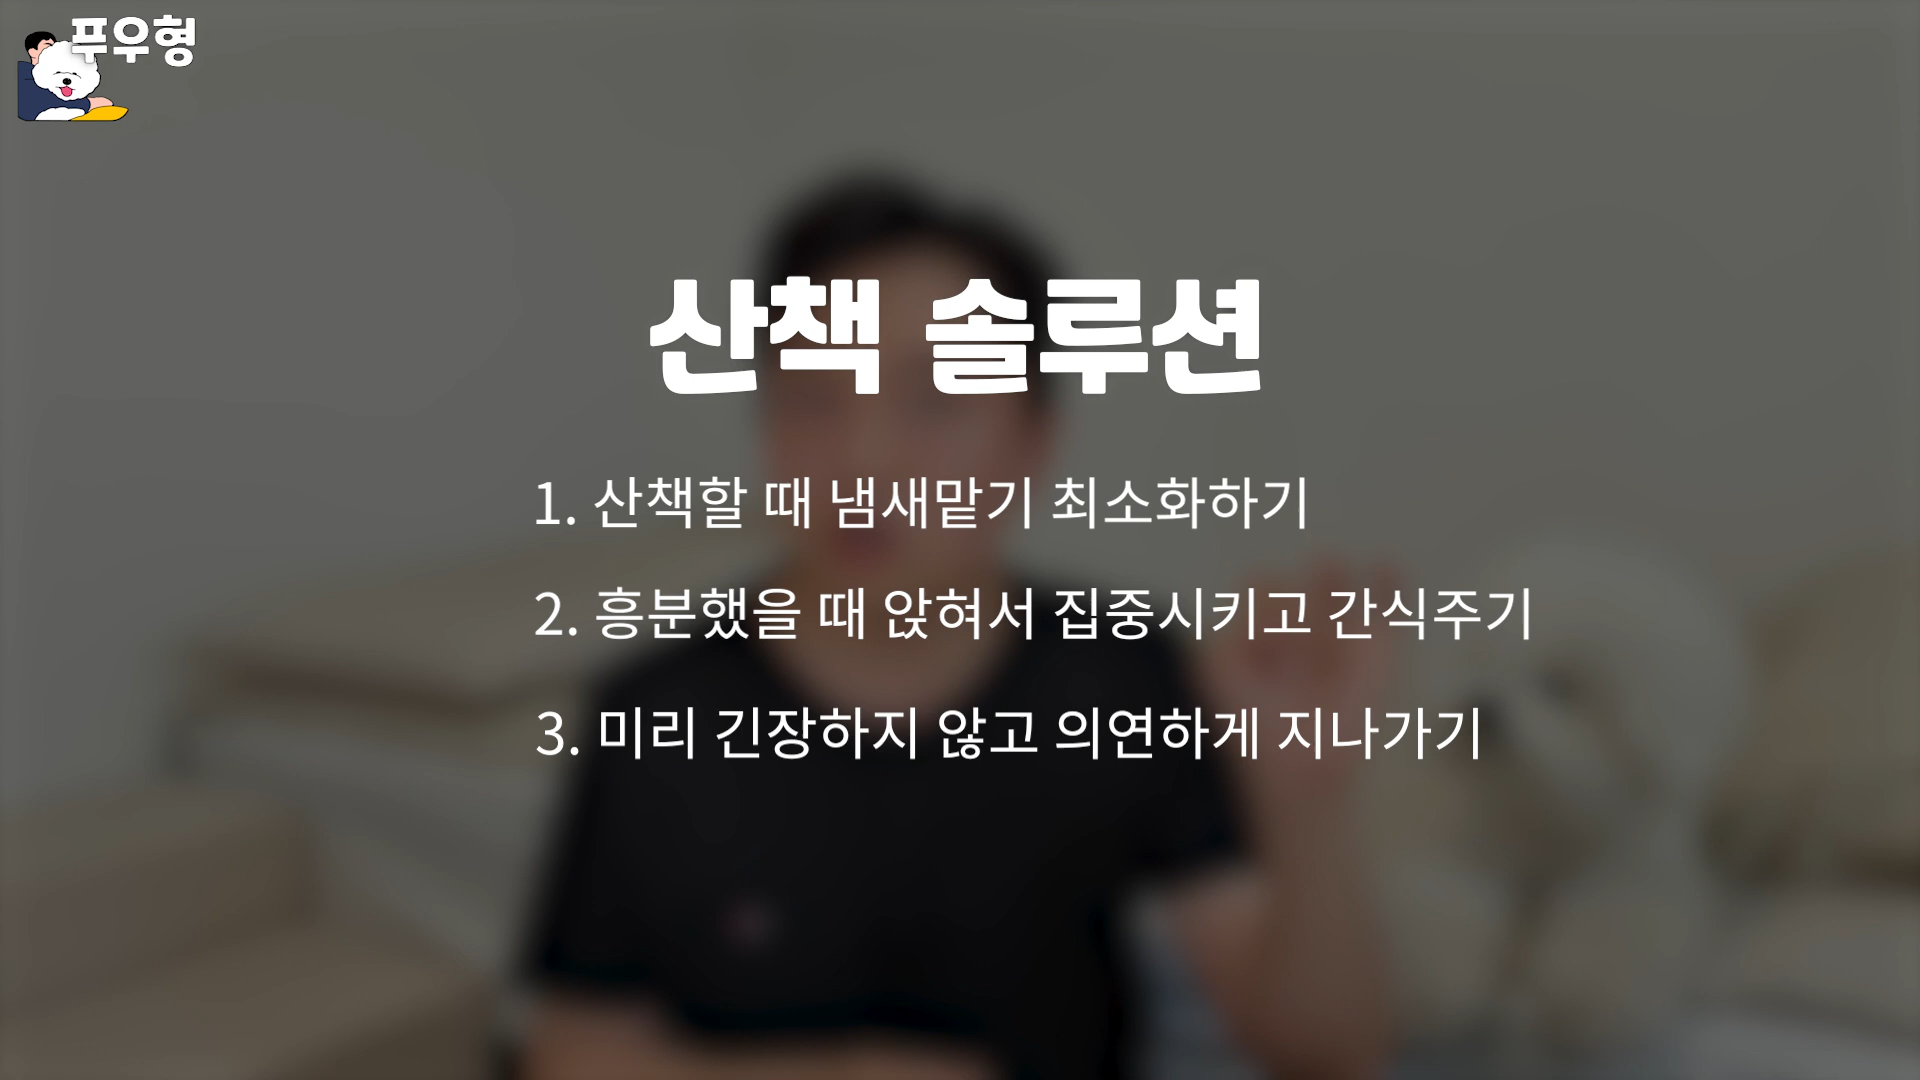 푸우형
산책 솔루션
1. 산책할 때 냄새맡기 최소화하기
2. 흥분했을 때 앉혀서 집중시키고 간식주기
3. 미리 긴장하지 않고 의연하게 지나가기